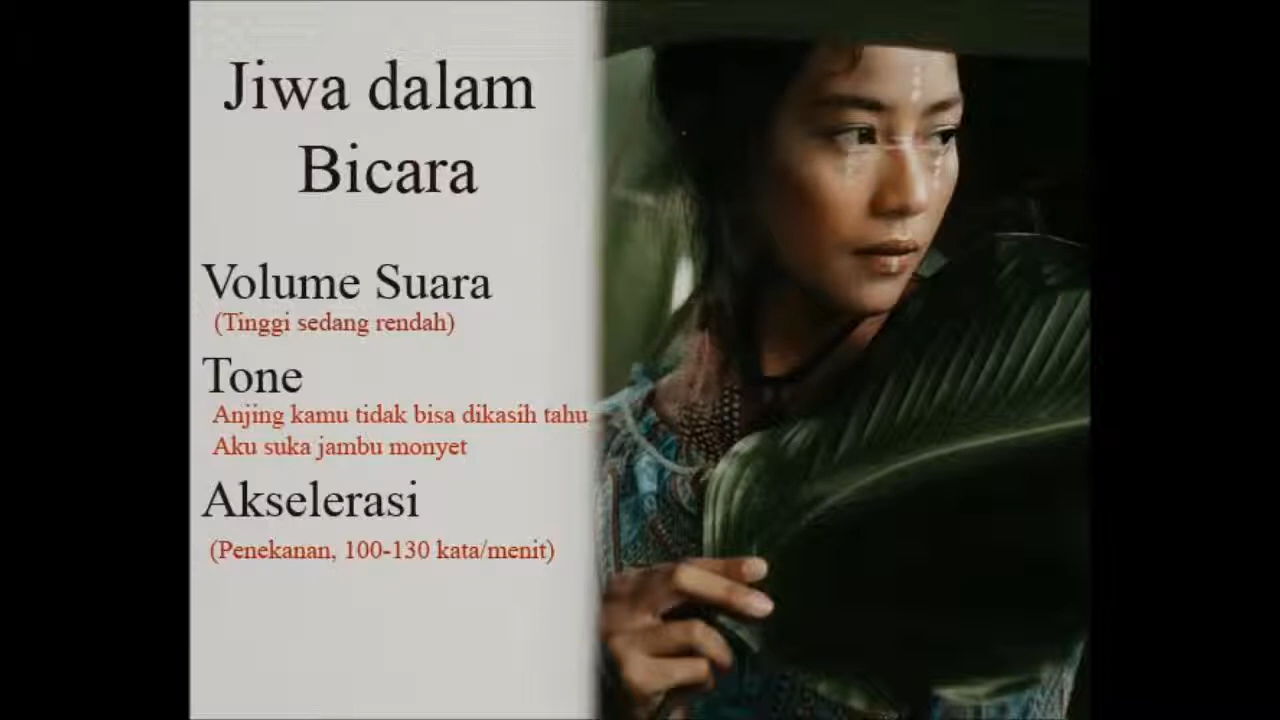 Jiwa dalam
Bicara
Volume Suara
(Tinggi sedang rendah)
Tone
Anjing kamu tidak bisa dikasih tahu
Aku suka jambu monyet
Akselerasi
(Penekanan, 100-130 kata/menit)